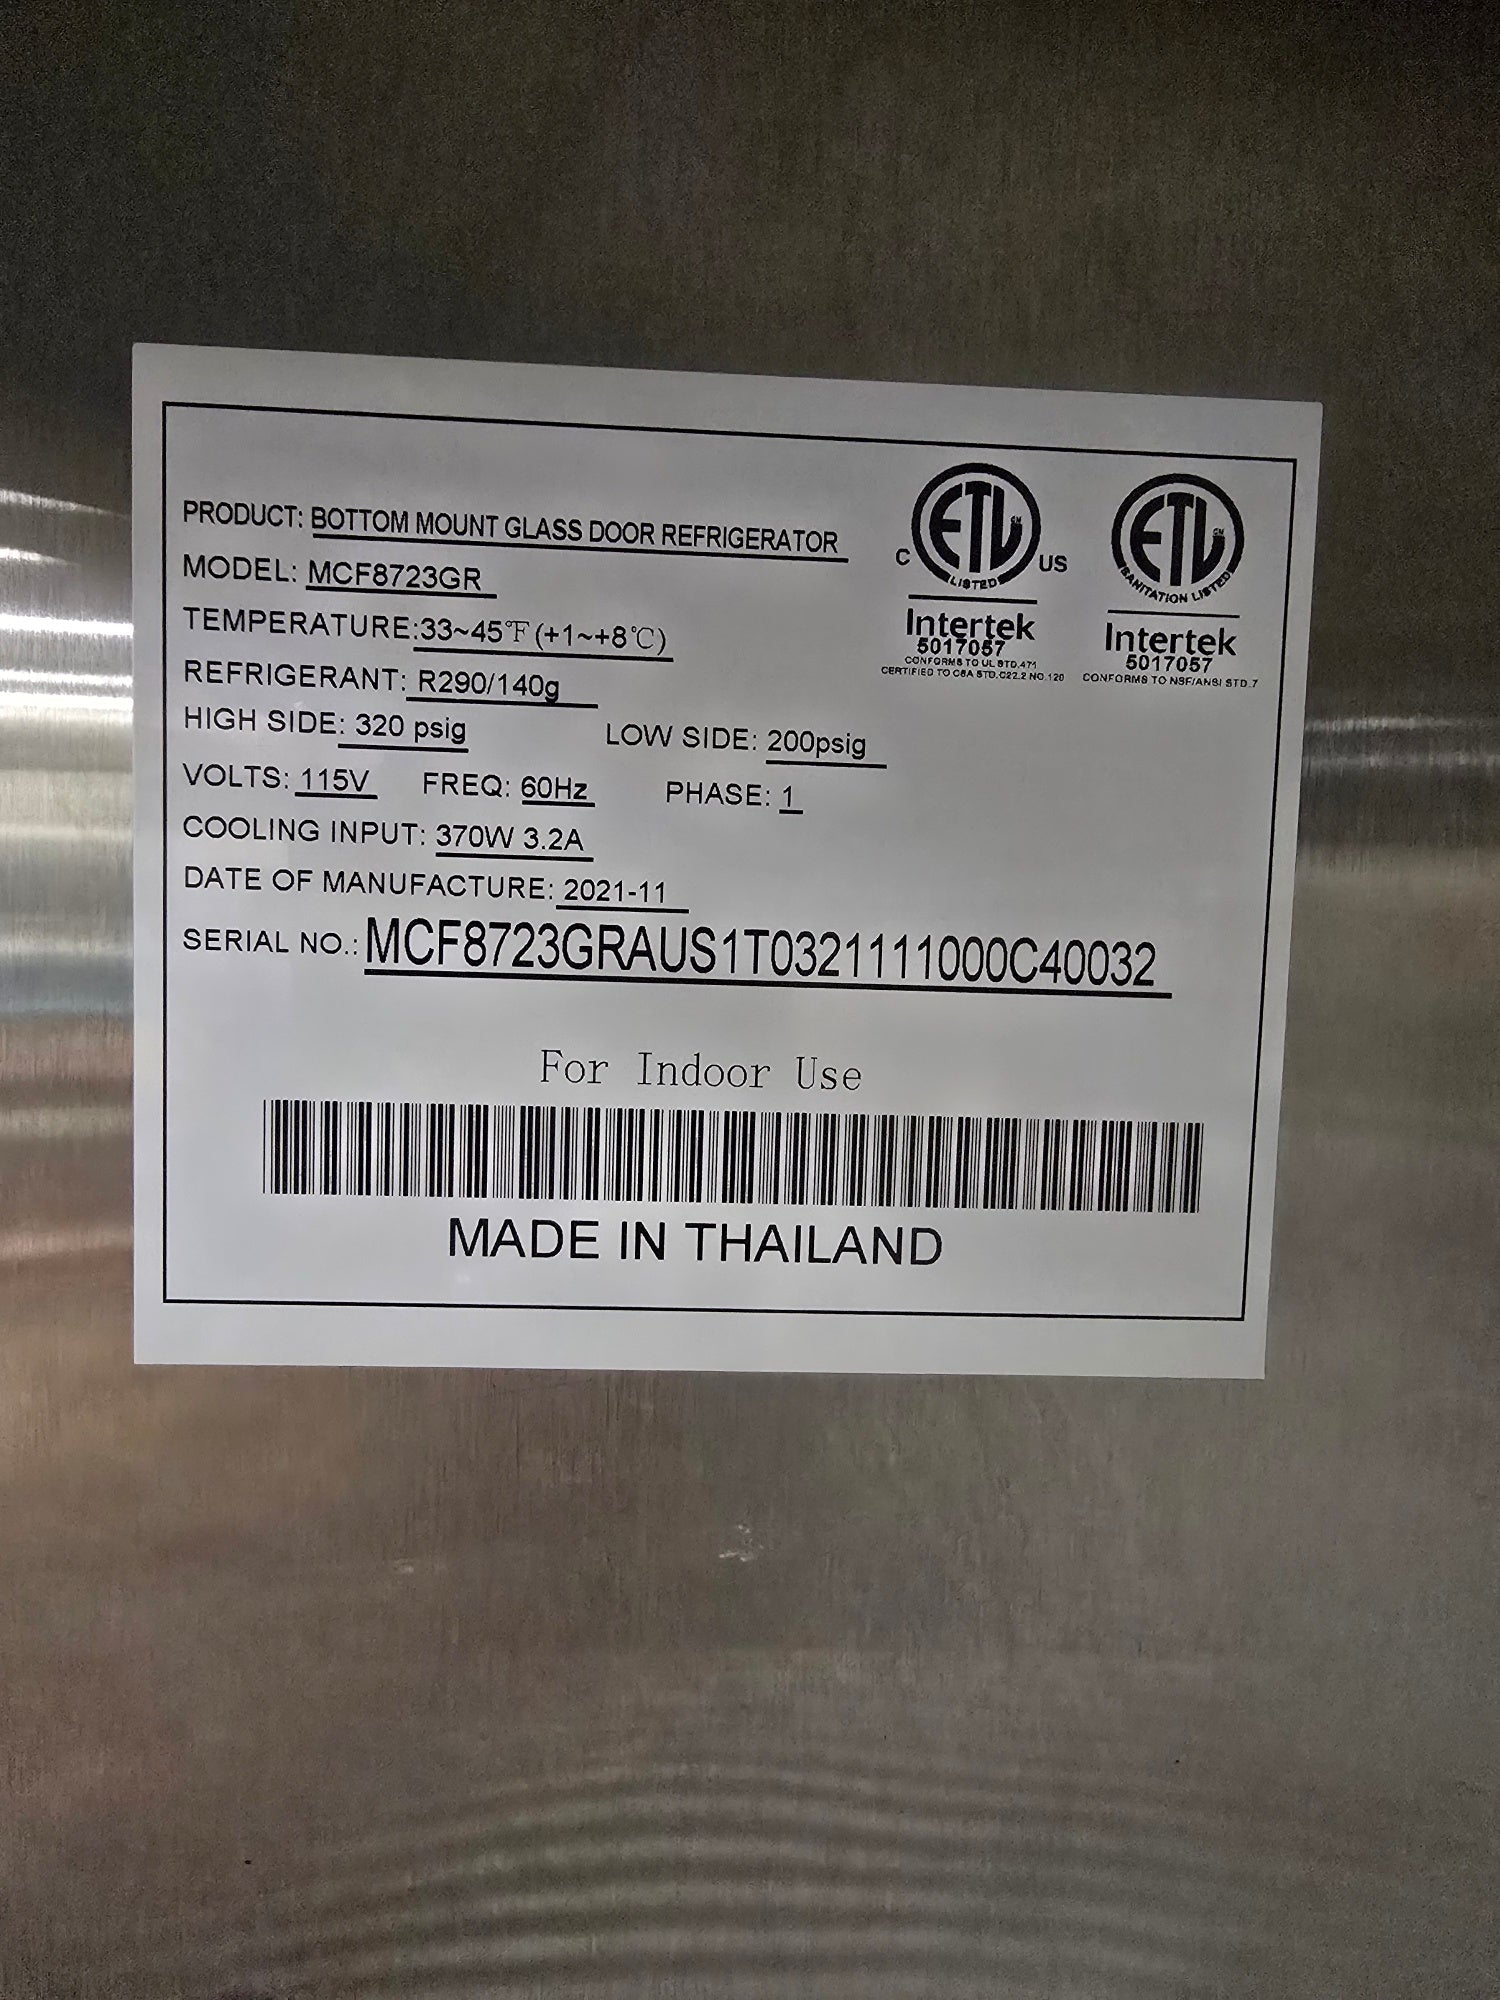 PRODUCT: BOTTOM MOUNT GLASS DOOR REFRIGERATOR
MODEL: MCF8723GR
TEMPERATURE:33~45℉(+1~+8℃)
REFRIGERANT: R290/140g
HIGH SIDE: 320 psig LOW SIDE: 200psig
VOLTS: 115V FREQ: 60Hz PHASE: 1
COOLING INPUT: 370W 3.2A
DATE OF MANUFACTURE: 2021-11
SERIAL NO.: MCF8723GRAUS1T0321111000C40032
C ETL US
LISTED
Intertek
5017057
CONFORMS TO UL STD.471
CERTIFIED TO CSA STD.C22.2 NO.120
ETL
SANITATION LISTED
Intertek
5017057
CONFORMS TO NSF/ANSI STD.7
For Indoor Use
MADE IN THAILAND